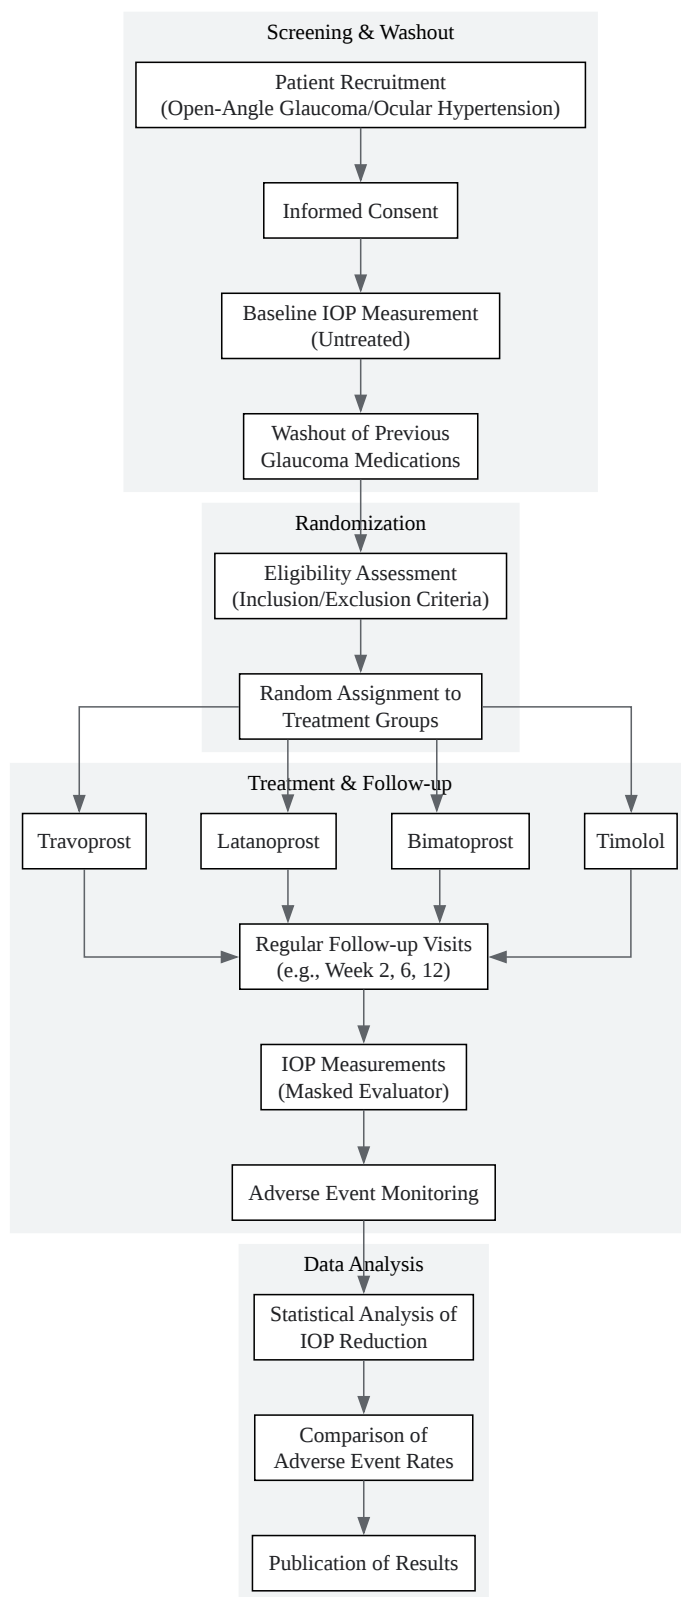 Screening & Washout
Patient Recruitment
(Open-Angle Glaucoma/Ocular Hypertension)
Informed Consent
Baseline IOP Measurement
(Untreated)
Washout of Previous
Glaucoma Medications
Randomization
Eligibility Assessment
(Inclusion/Exclusion Criteria)
Random Assignment to
Treatment Groups
Treatment & Follow-up
Travoprost
Latanoprost
Bimatoprost
Timolol
Regular Follow-up Visits
(e.g., Week 2, 6, 12)
IOP Measurements
(Masked Evaluator)
Adverse Event Monitoring
Data Analysis
Statistical Analysis of
IOP Reduction
Comparison of
Adverse Event Rates
Publication of Results